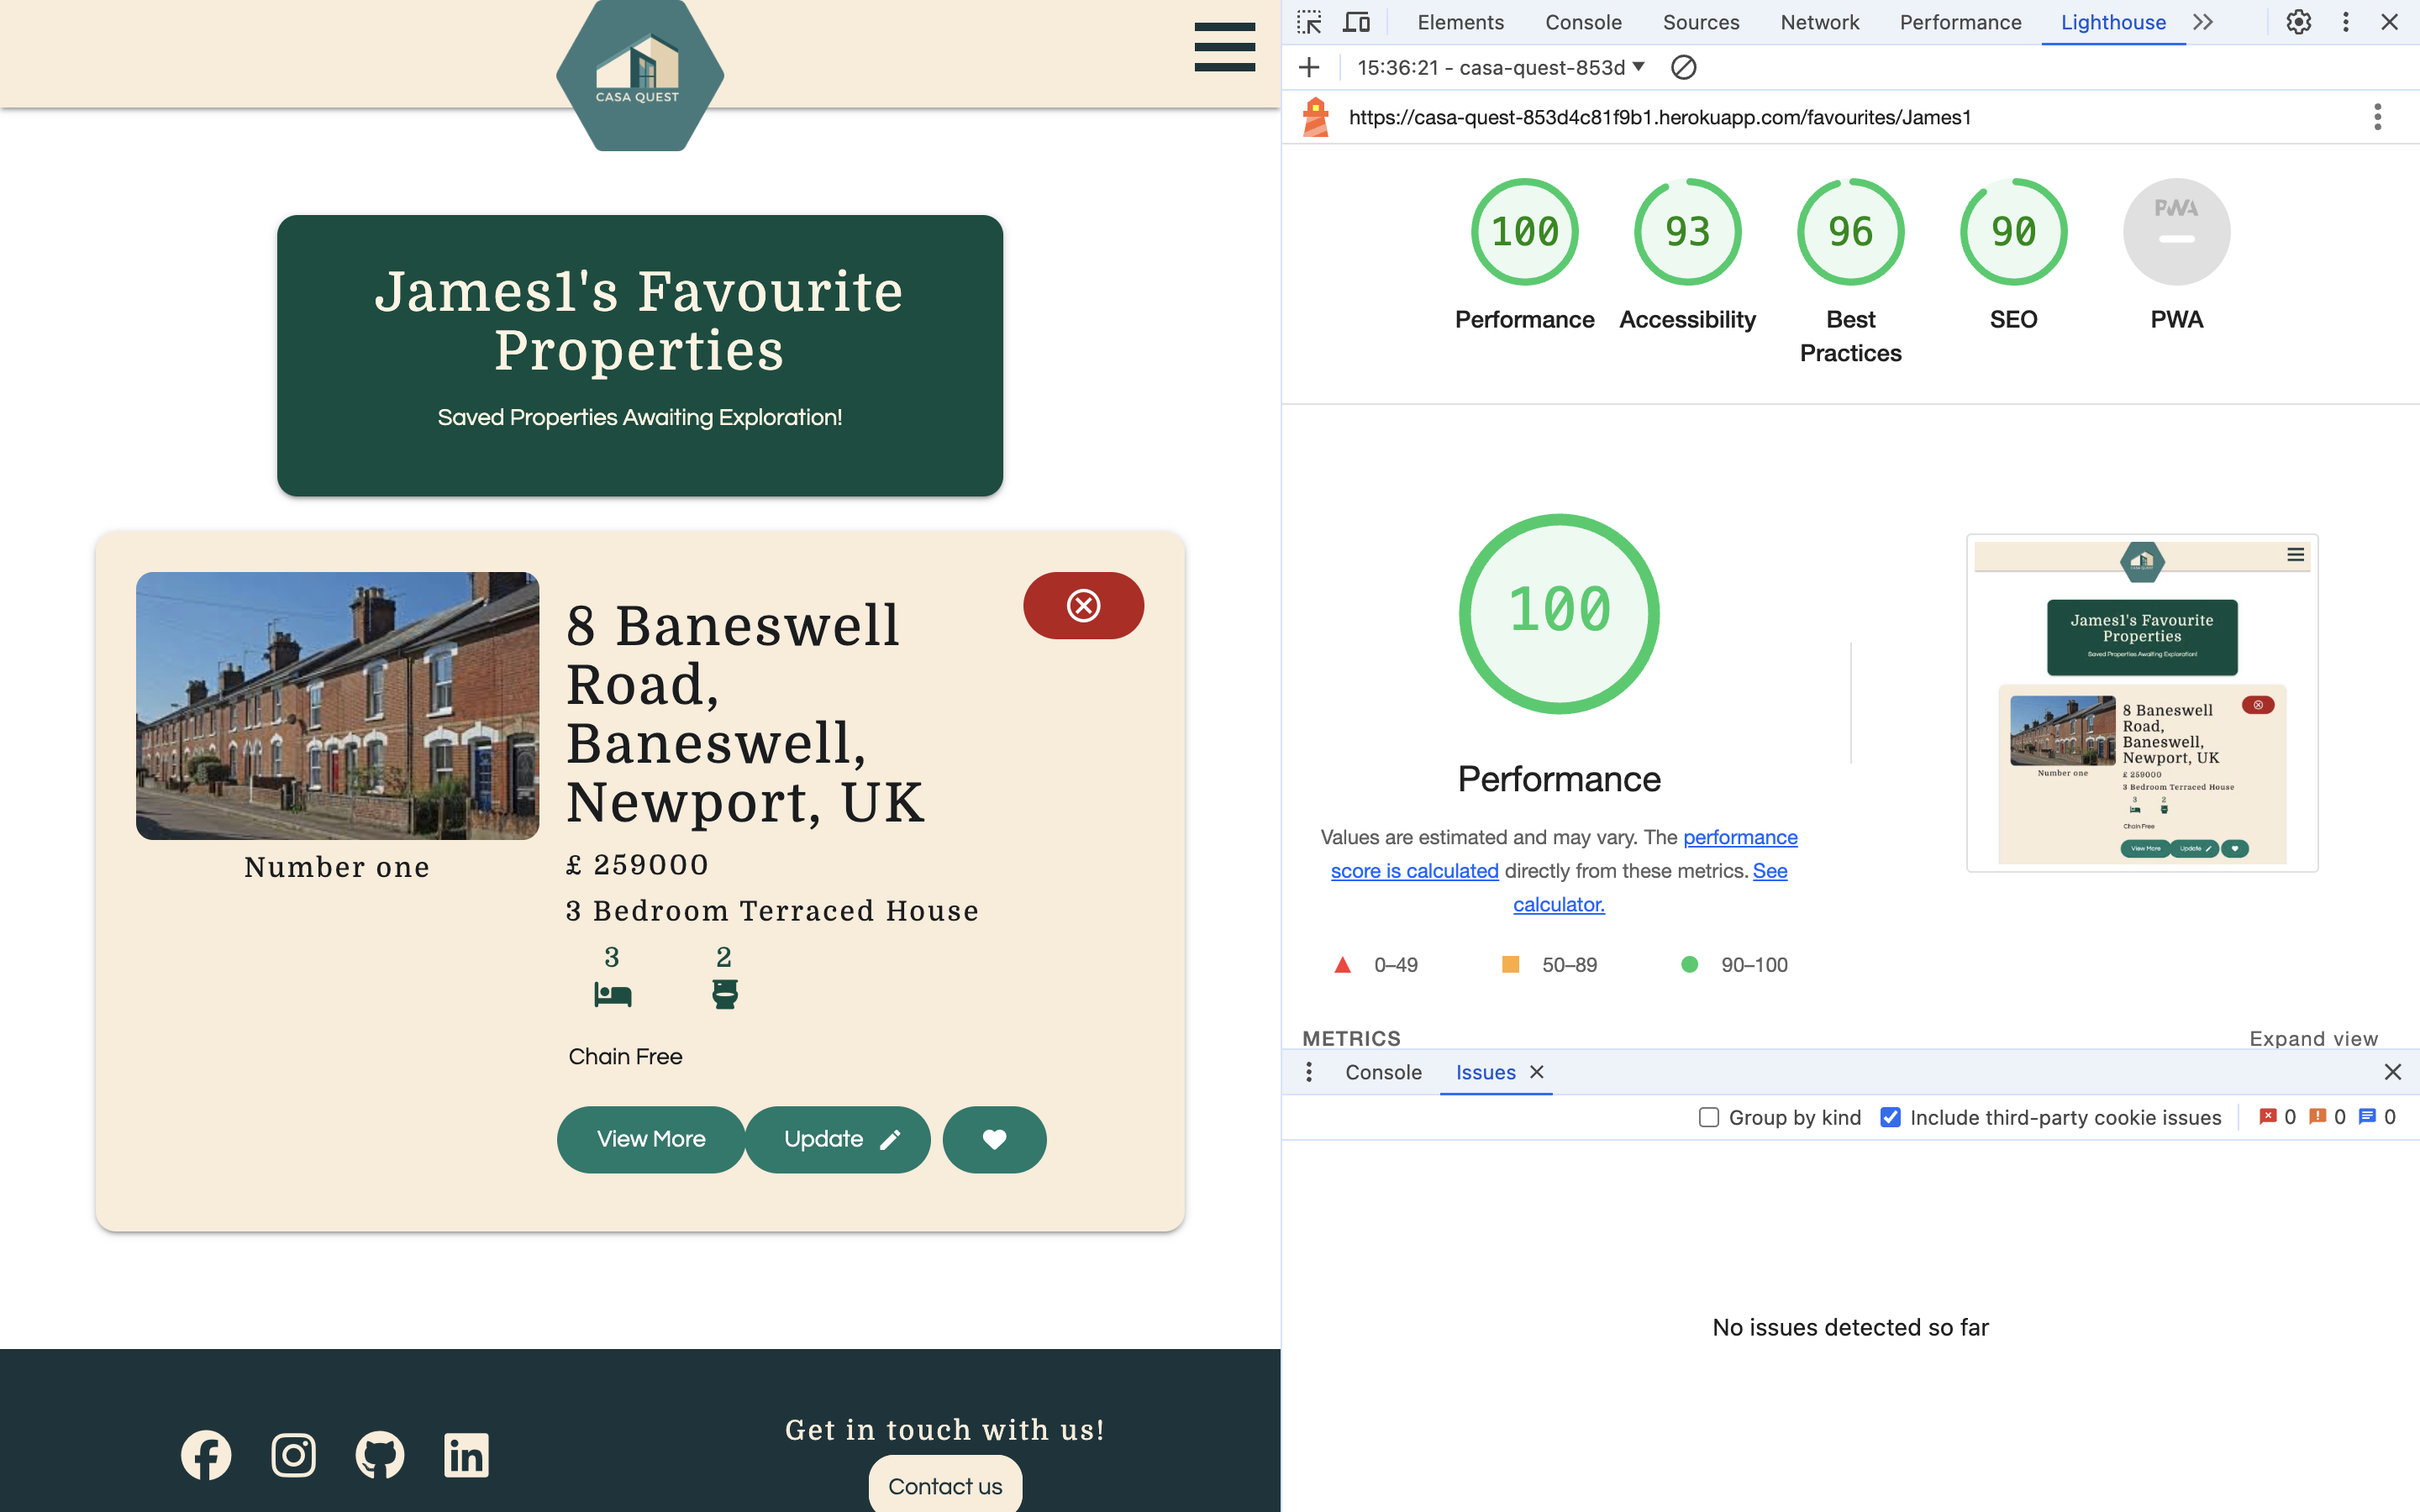 CASA QUEST
James1's Favourite
Properties
Saved Properties Awaiting Exploration!
8 Baneswell
Road,
Baneswell,
Newport, UK
Number one
£ 259000
3 Bedroom Terraced House
3 2
Chain Free
View More Update
Get in touch with us!
Contact us
Elements Console Sources Network Performance Lighthouse
15:36:21 - casa-quest-853d
https://casa-quest-853d4c81f9b1.herokuapp.com/favourites/James1
100 93 96 90 PWA
Performance Accessibility Best Practices SEO PWA
100
Performance
Values are estimated and may vary. The performance
score is calculated directly from these metrics. See
calculator.
0–49 50–89 90–100
James1's Favourite
Properties
Saved Properties Awaiting Exploration!
8 Baneswell
Road,
Baneswell,
Newport, UK
Number one
£ 259000
3 Bedroom Terraced House
3 2
Chain Free
View More Update
METRICS Expand view
Console Issues
Group by kind Include third-party cookie issues 0 0 0
No issues detected so far